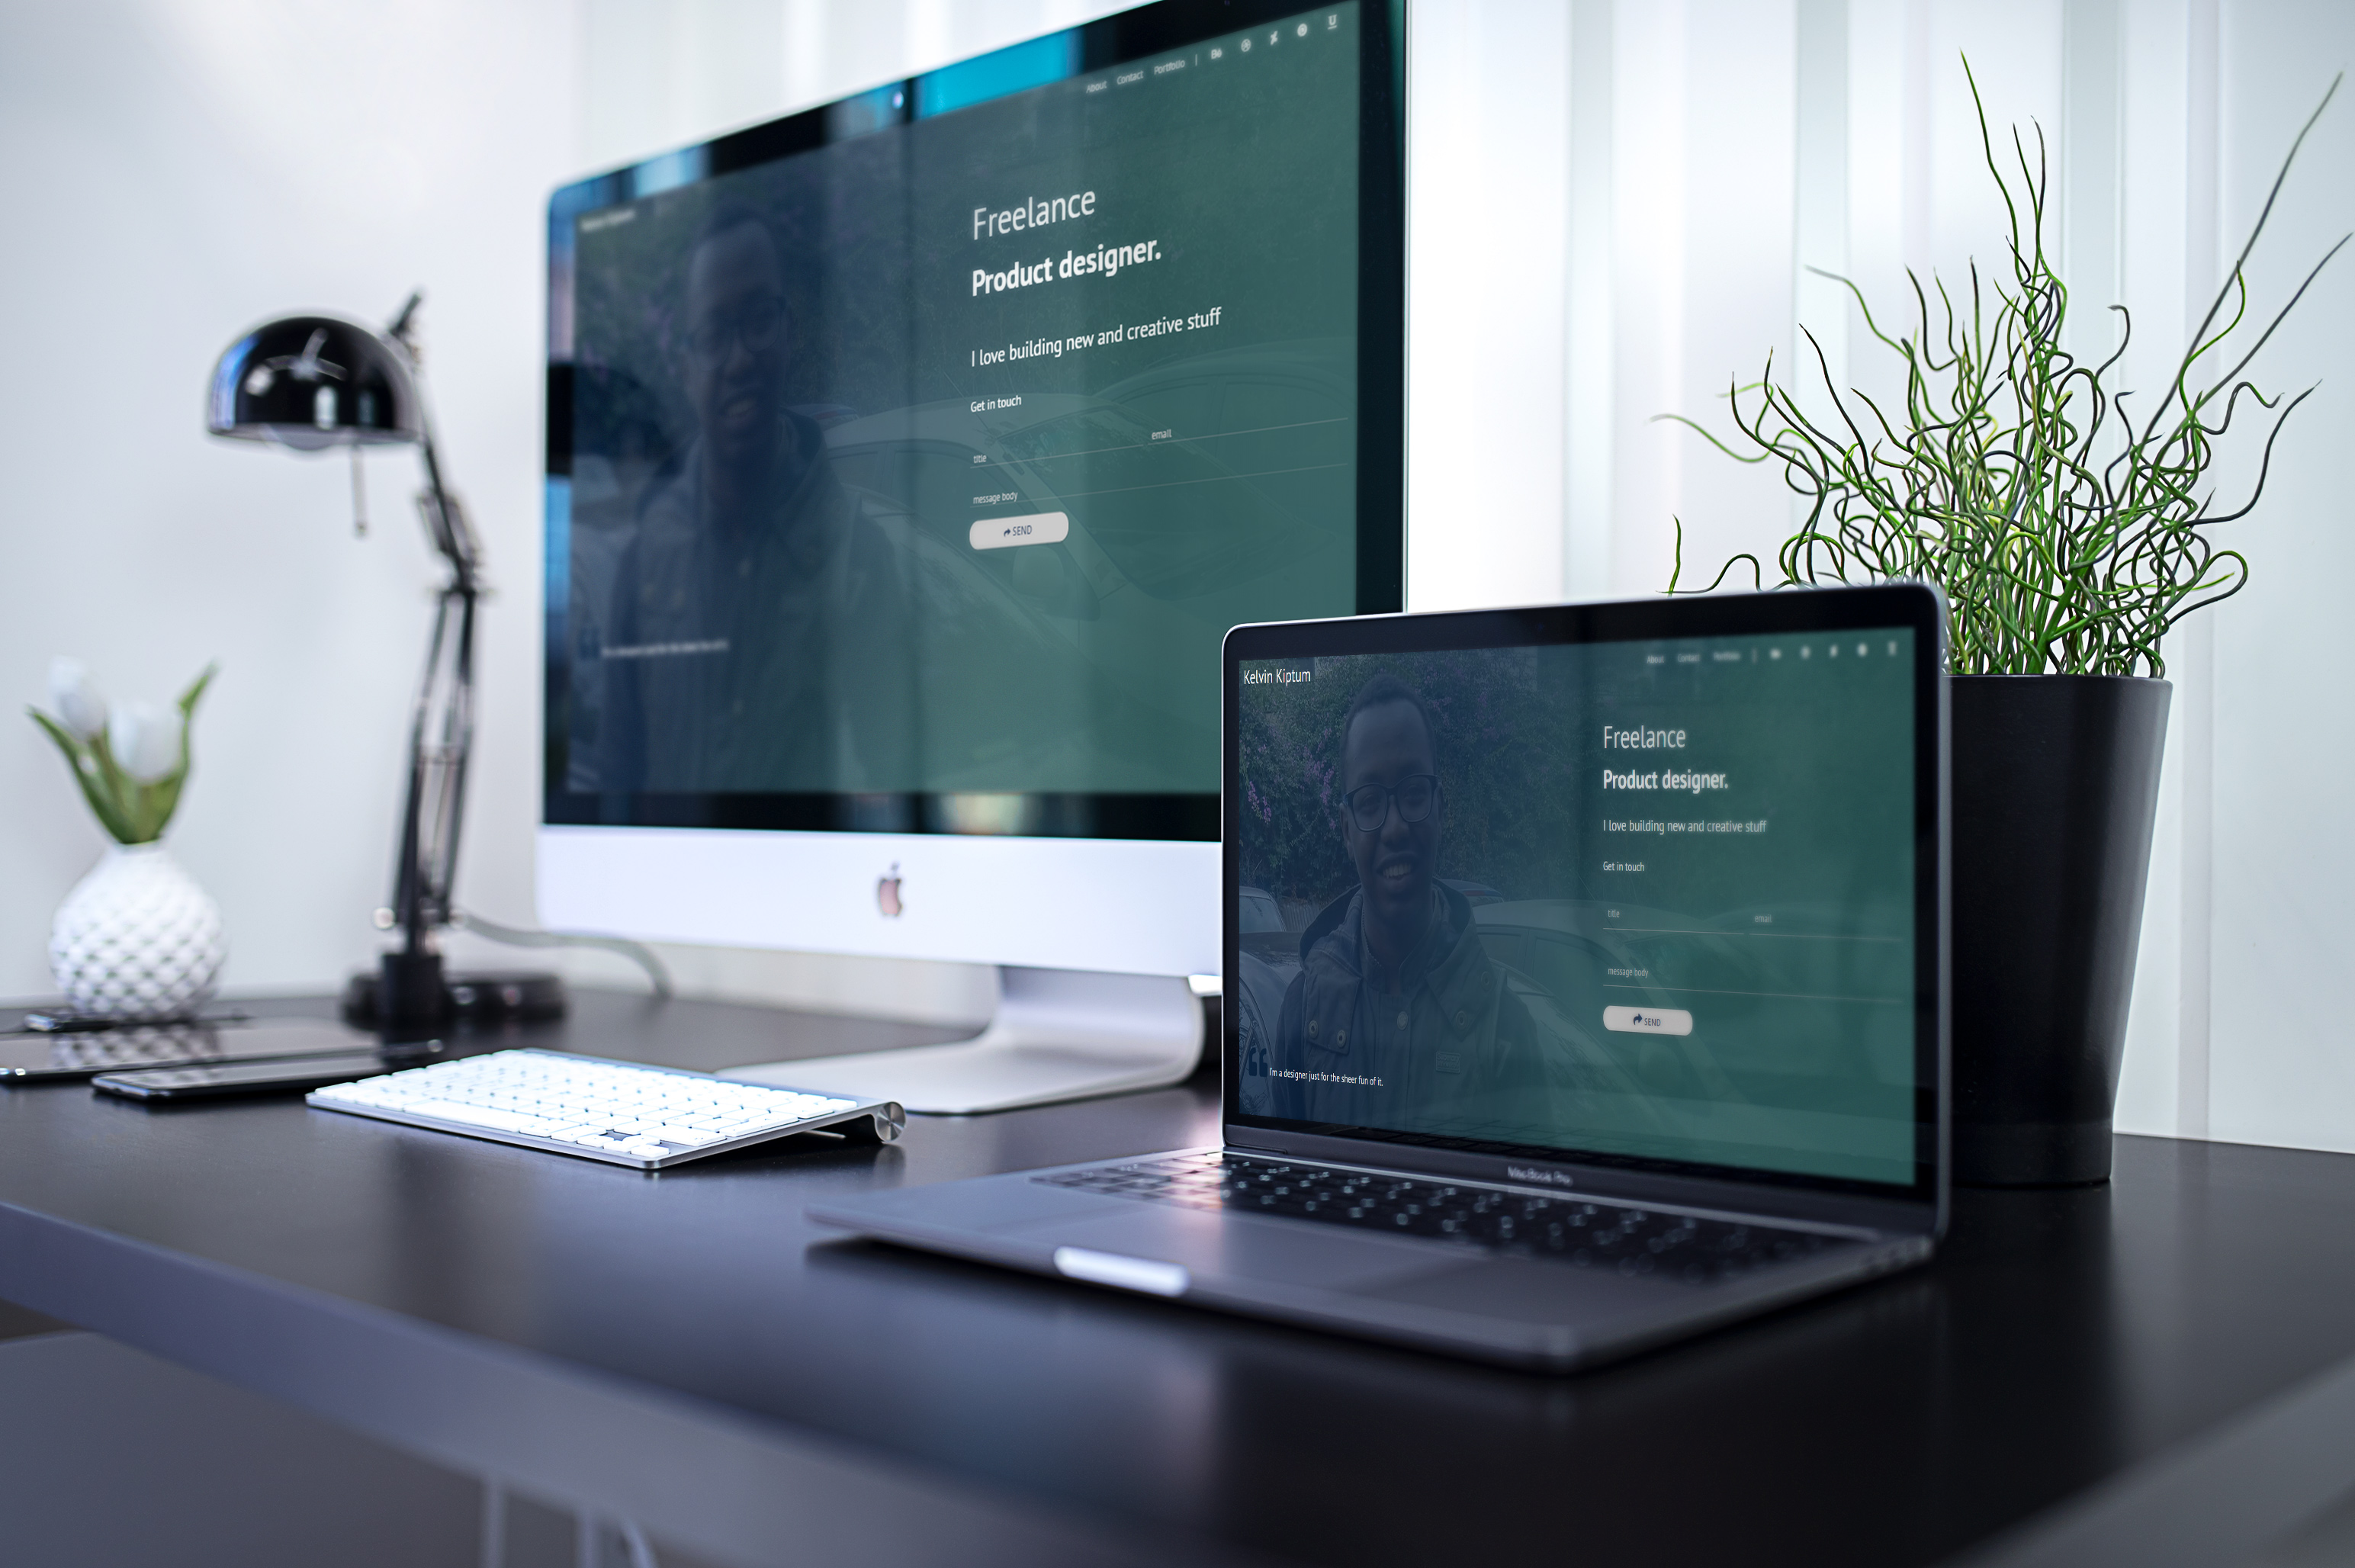 About Contact Portfolio | Bē U
Freelance
Product designer.
I love building new and creative stuff
Get in touch
title email
message body
SEND
Kelvin Kiptum
About Contact Portfolio |
Freelance
Product designer.
I love building new and creative stuff
Get in touch
title email
message body
SEND
I'm a designer just for the sheer fun of it.
MacBook Pro